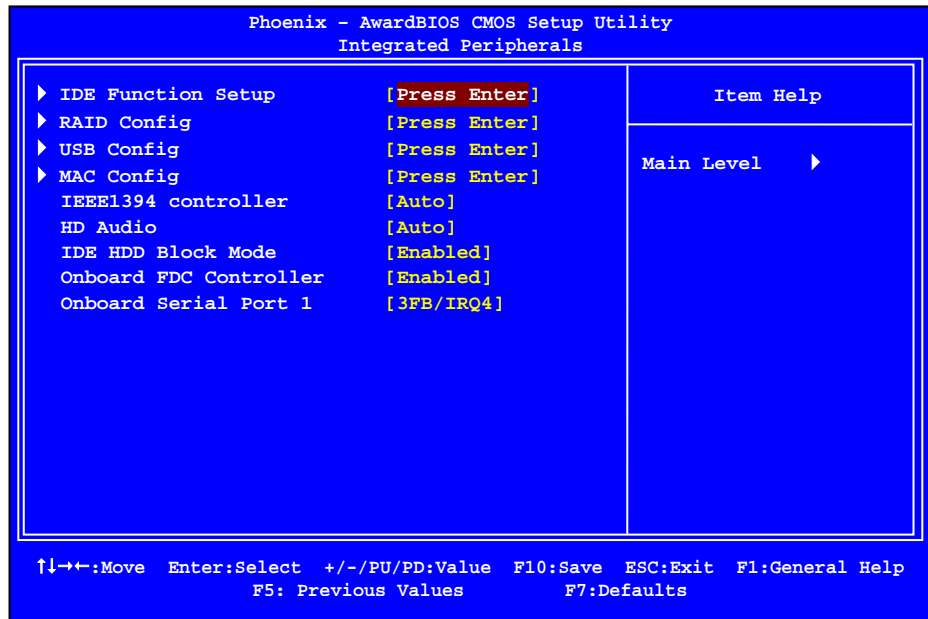 Phoenix – AwardBIOS CMOS Setup Utility
Integrated Peripherals
IDE Function Setup [Press Enter]
RAID Config [Press Enter]
USB Config [Press Enter]
MAC Config [Press Enter]
IEEE1394 controller [Auto]
HD Audio [Auto]
IDE HDD Block Mode [Enabled]
Onboard FDC Controller [Enabled]
Onboard Serial Port 1 [3FB/IRQ4]
Item Help
Main Level
↑↓→←:Move Enter:Select +/-/PU/PD:Value F10:Save ESC:Exit F1:General Help
F5: Previous Values F7:Defaults